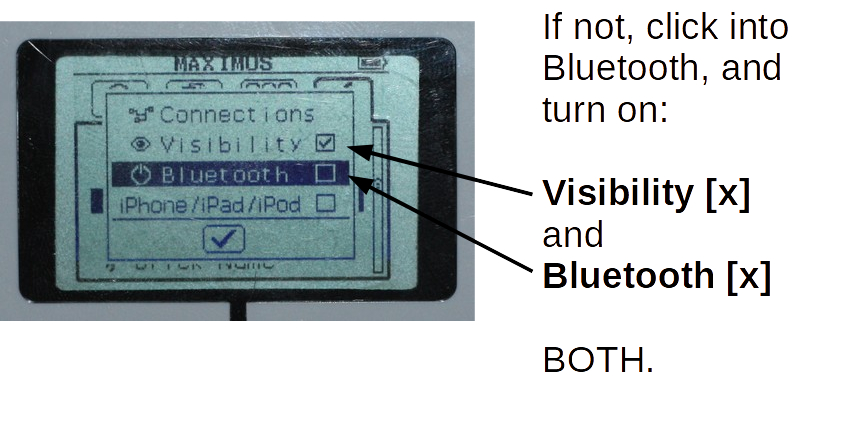 MAXIMUS
Connections
Visibility
Bluetooth
iPhone/iPad/iPod
Name
If not, click into
Bluetooth, and
turn on:
Visibility [x]
and
Bluetooth [x]
BOTH.